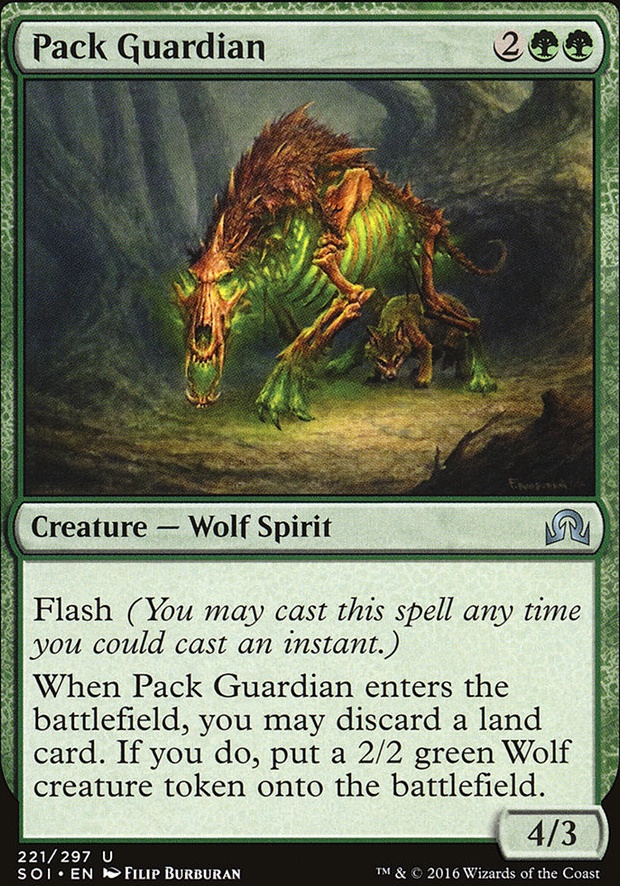 Pack Guardian 2
Creature — Wolf Spirit
Flash (You may cast this spell any time
you could cast an instant.)
When Pack Guardian enters the
battlefield, you may discard a land
card. If you do, put a 2/2 green Wolf
creature token onto the battlefield.
4/3
221/297 U
SOI • EN Filip Burburan
™ & © 2016 Wizards of the Coast